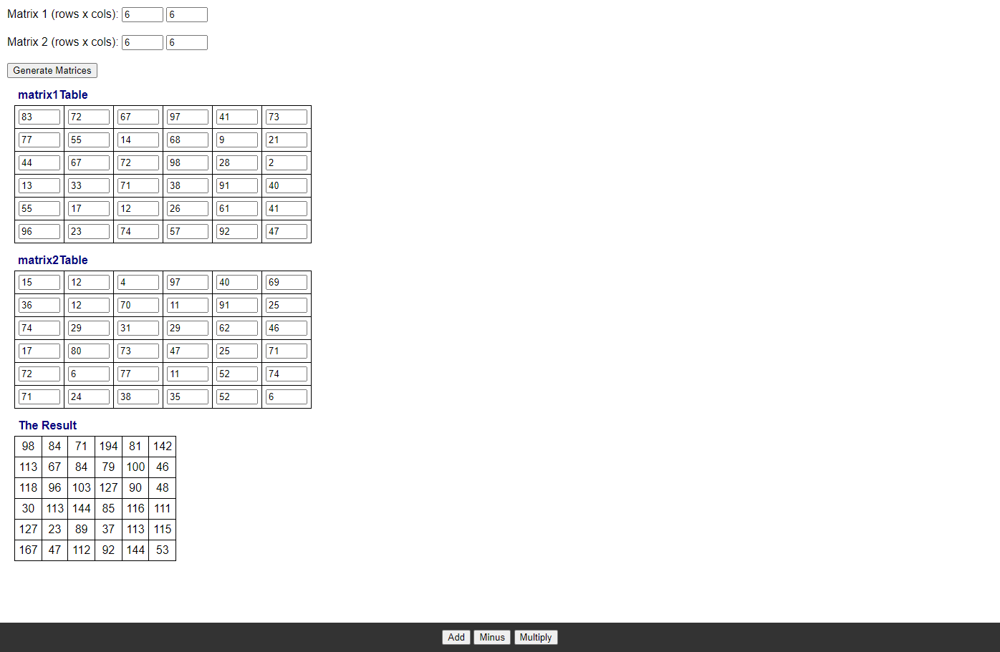 Matrix 1 (rows x cols): 6 6
Matrix 2 (rows x cols): 6 6
Generate Matrices
matrix1Table
83 72 67 97 41 73
77 55 14 68 9 21
44 67 72 98 28 2
13 33 71 38 91 40
55 17 12 26 61 41
96 23 74 57 92 47
matrix2Table
15 12 4 97 40 69
36 12 70 11 91 25
74 29 31 29 62 46
17 80 73 47 25 71
72 6 77 11 52 74
71 24 38 35 52 6
The Result
98 84 71 194 81 142
113 67 84 79 100 46
118 96 103 127 90 48
30 113 144 85 116 111
127 23 89 37 113 115
167 47 112 92 144 53
Add Minus Multiply